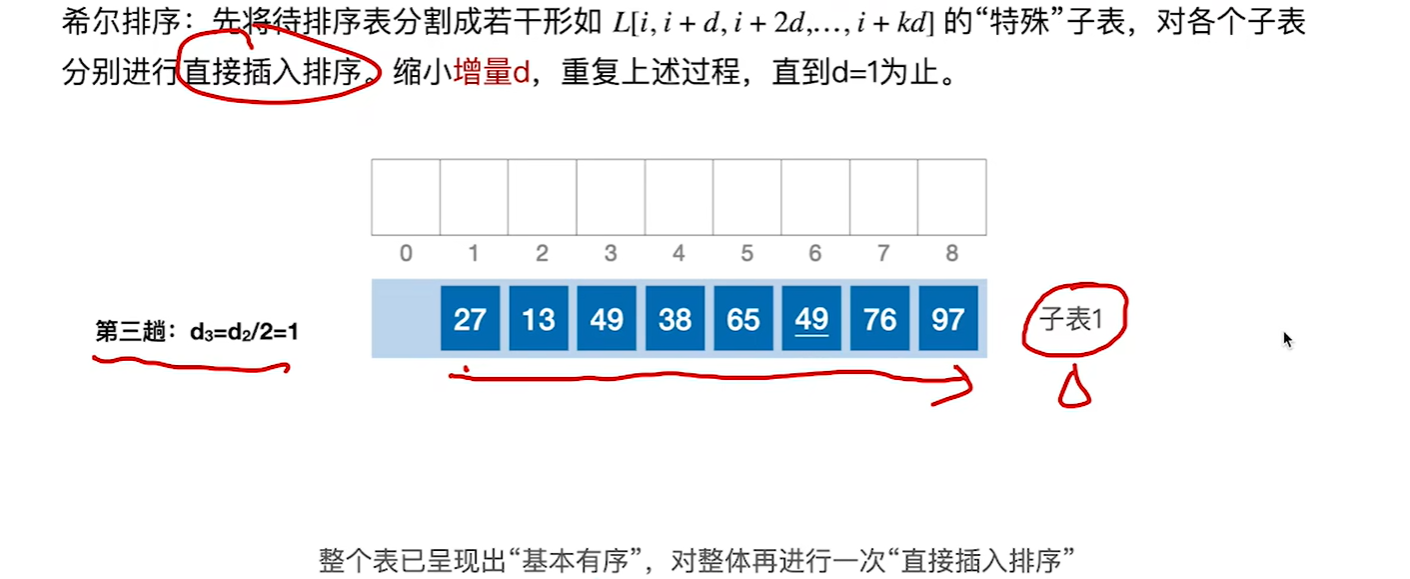 希尔排序：先将待排序表分割成若干形如 L[i, i + d, i + 2d,…, i + kd] 的“特殊”子表，对各个子表
分别进行直接插入排序。缩小增量d，重复上述过程，直到d=1为止。
0 1 2 3 4 5 6 7 8
第三趟：d₃=d₂/2=1 27 13 49 38 65 49 76 97 子表1
整个表已呈现出“基本有序”，对整体再进行一次“直接插入排序”